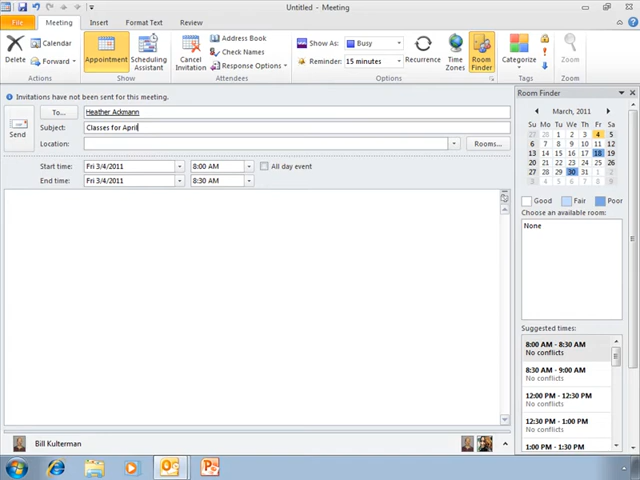 Untitled - Meeting
File Meeting Insert Format Text Review
Delete
Calendar
Forward
Actions
Appointment
Scheduling Assistant
Show
Cancel Invitation
Address Book
Check Names
Response Options
Attendees
Show As: Busy
Reminder: 15 minutes
Recurrence
Time Zones
Room Finder
Options
Categorize
Tags
Invitations have not been sent for this meeting.
Send
To... Heather Ackmann
Subject: Classes for April
Location: Rooms...
Start time: Fri 3/4/2011 8:00 AM All day event
End time: Fri 3/4/2011 8:30 AM
Room Finder
March, 2011
Su Mo Tu We Th Fr Sa
27 28 1 2 3 4 5
6 7 8 9 10 11 12
13 14 15 16 17 18 19
20 21 22 23 24 25 26
27 28 29 30 31 1 2
3 4 5 6 7 8 9
Good Fair Poor
Choose an available room:
None
Suggested times:
8:00 AM - 8:30 AM
No conflicts
8:30 AM - 9:00 AM
No conflicts
12:00 PM - 12:30 PM
No conflicts
12:30 PM - 1:00 PM
No conflicts
1:00 PM - 1:30 PM
Bill Kulterman